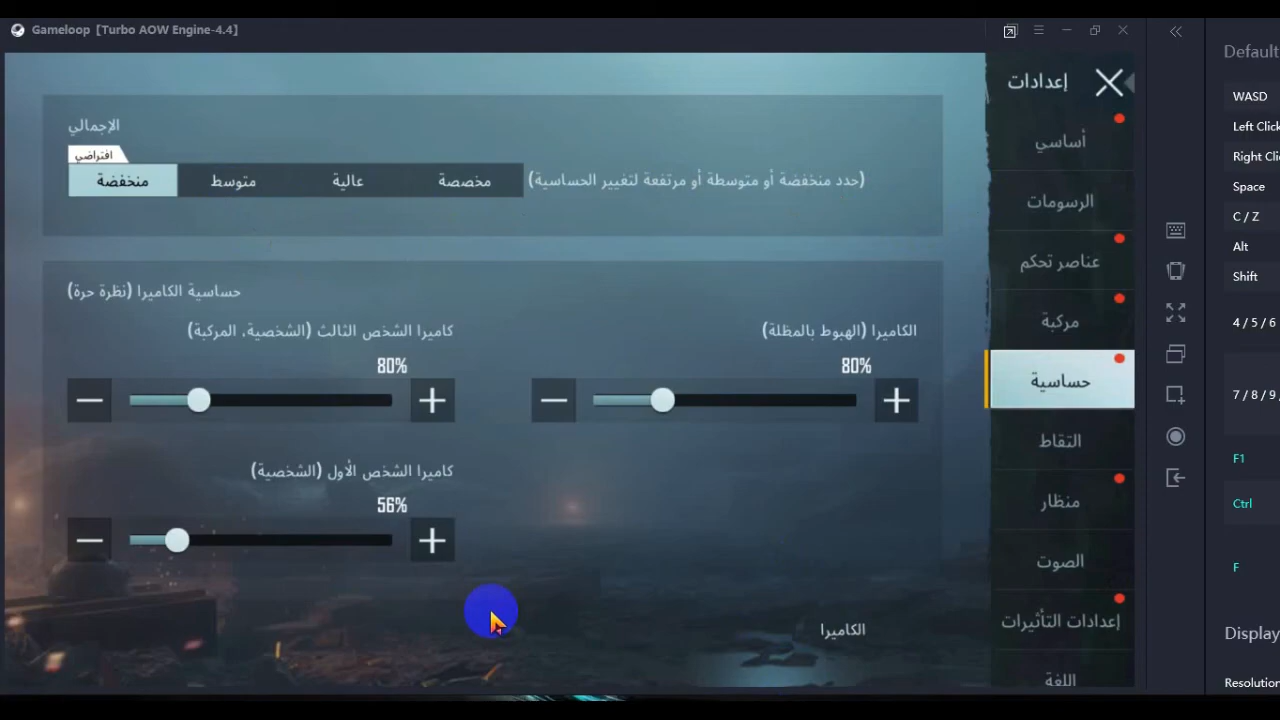 Gameloop [Turbo AOW Engine-4.4]
إعدادات
أساسي
الرسومات
عناصر تحكم
مركبة
حساسية
التقاط
منظار
الصوت
إعدادات التأثيرات
اللغة
الإجمالي
افتراضي
منخفضة
متوسط
عالية
مخصصة
(حدد منخفضة أو متوسطة أو مرتفعة لتغيير الحساسية)
حساسية الكاميرا (نظرة حرة)
كاميرا الشخص الثالث (الشخصية، المركبة)
80%
الكاميرا (الهبوط بالمظلة)
80%
كاميرا الشخص الأول (الشخصية)
56%
الكاميرا
Default
WASD
Left Click
Right Cli
Space
C / Z
Alt
Shift
4 / 5 / 6
7 / 8 / 9 /
F1
Ctrl
F
Display
Resolution